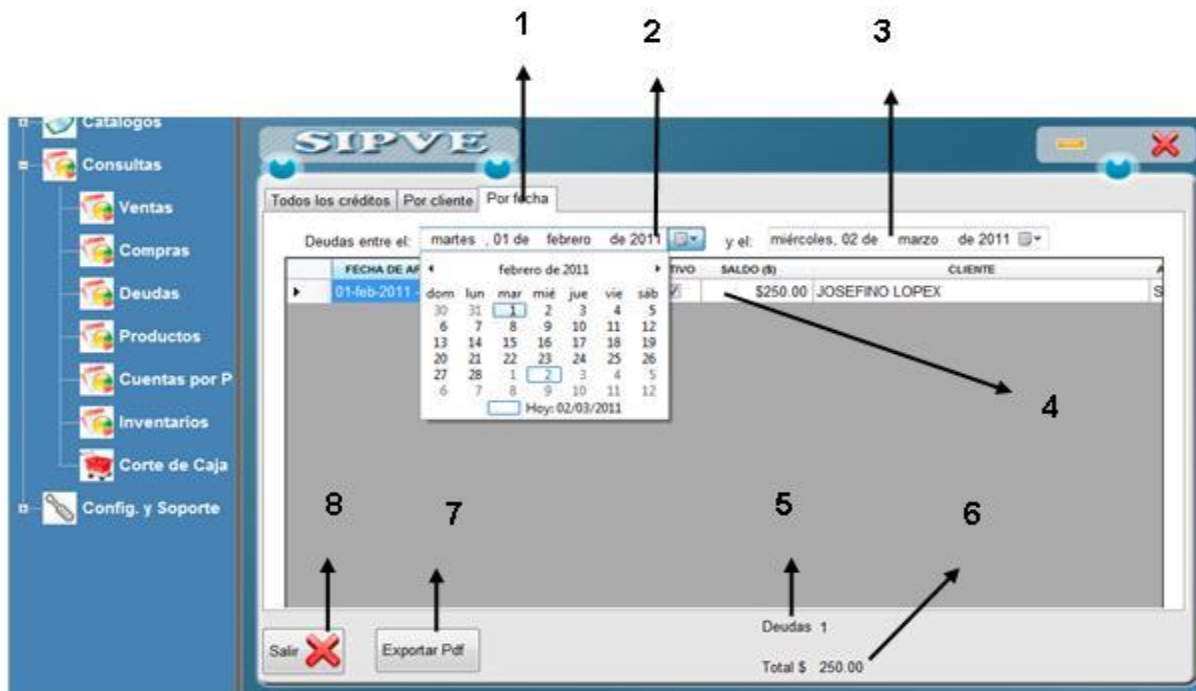 1 2 3
Catálogos
Consultas
Ventas
Compras
Deudas
Productos
Cuentas por P
Inventarios
Corte de Caja
Config. y Soporte
SIPVE
Todos los créditos Por cliente Por fecha
Deudas entre el: martes , 01 de febrero de 2011 y el: miércoles, 02 de marzo de 2011
FECHA DE AF TIVO SALDO ($) CLIENTE A
01-feb-2011 - $250.00 JOSEFINO LOPEX S
febrero de 2011
dom lun mar mié jue vie sáb
30 31 1 2 3 4 5
6 7 8 9 10 11 12
13 14 15 16 17 18 19
20 21 22 23 24 25 26
27 28 1 2 3 4 5
6 7 8 9 10 11 12
Hoy: 02/03/2011
4
8 7 5 6
Deudas 1
Salir Exportar Pdf
Total $ 250.00